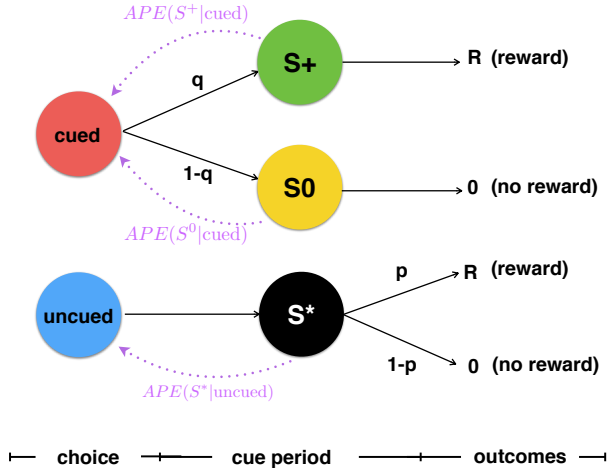 APE(S⁺|cued)
S+
R (reward)
q
cued
1-q
S0
0 (no reward)
APE(S⁰|cued)
p
R (reward)
uncued
S*
1-p
0 (no reward)
APE(S*|uncued)
choice cue period outcomes